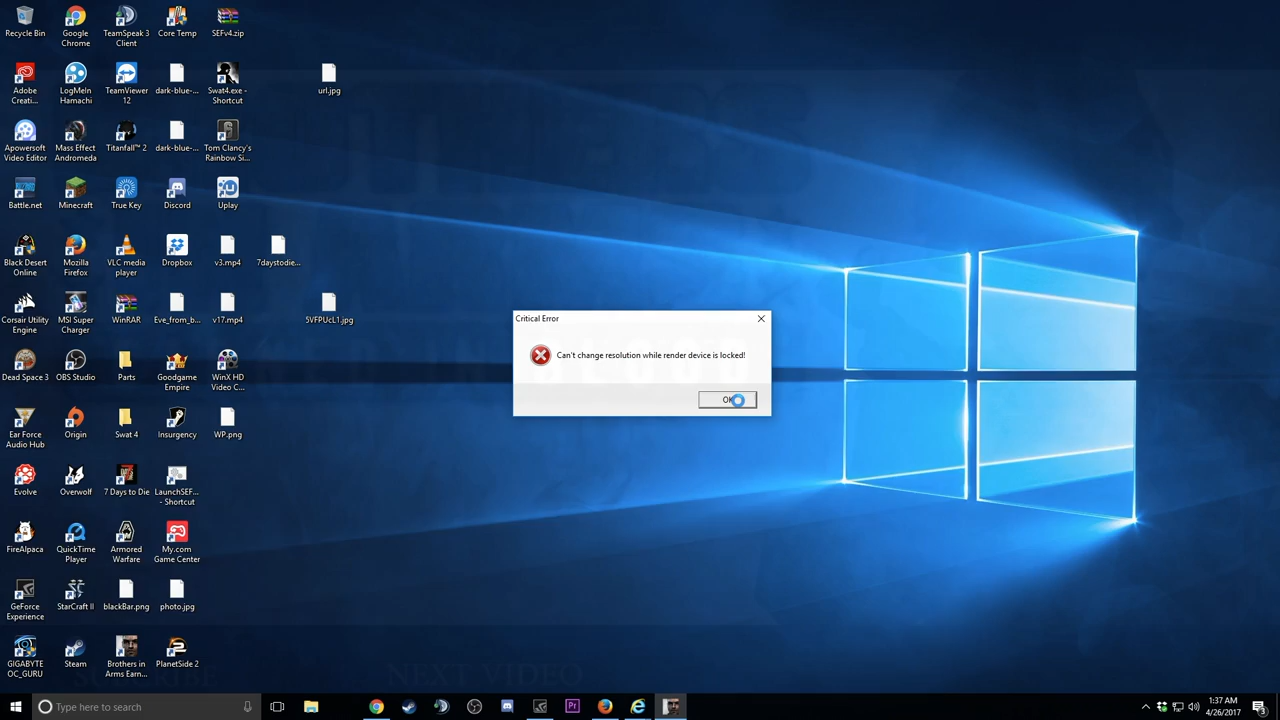 Recycle Bin
Google
Chrome
TeamSpeak 3
Client
Core Temp
SEFv4.zip
Adobe
Creati...
LogMeIn
Hamachi
TeamViewer
12
dark-blue-...
Swat4.exe -
Shortcut
url.jpg
Apowersoft
Video Editor
Mass Effect
Andromeda
Titanfall™ 2
dark-blue-...
Tom Clancy's
Rainbow Si...
Battle.net
Minecraft
True Key
Discord
Uplay
Black Desert
Online
Mozilla
Firefox
VLC media
player
Dropbox
v3.mp4
7daystodie...
Corsair Utility
Engine
MSI Super
Charger
WinRAR
Eve_from_b...
v17.mp4
5VFPUcL1.jpg
Dead Space 3
OBS Studio
Parts
Goodgame
Empire
WinX HD
Video C...
Ear Force
Audio Hub
Origin
Swat 4
Insurgency
WP.png
Evolve
Overwolf
7 Days to Die
LaunchSEF...
- Shortcut
FireAlpaca
QuickTime
Player
Armored
Warfare
My.com
Game Center
GeForce
Experience
StarCraft II
blackBar.png
photo.jpg
GIGABYTE
OC_GURU
Steam
Brothers in
Arms Earn...
PlanetSide 2
Critical Error
Can't change resolution while render device is locked!
OK
NEXT VIDEO
Type here to search
1:37 AM
4/26/2017